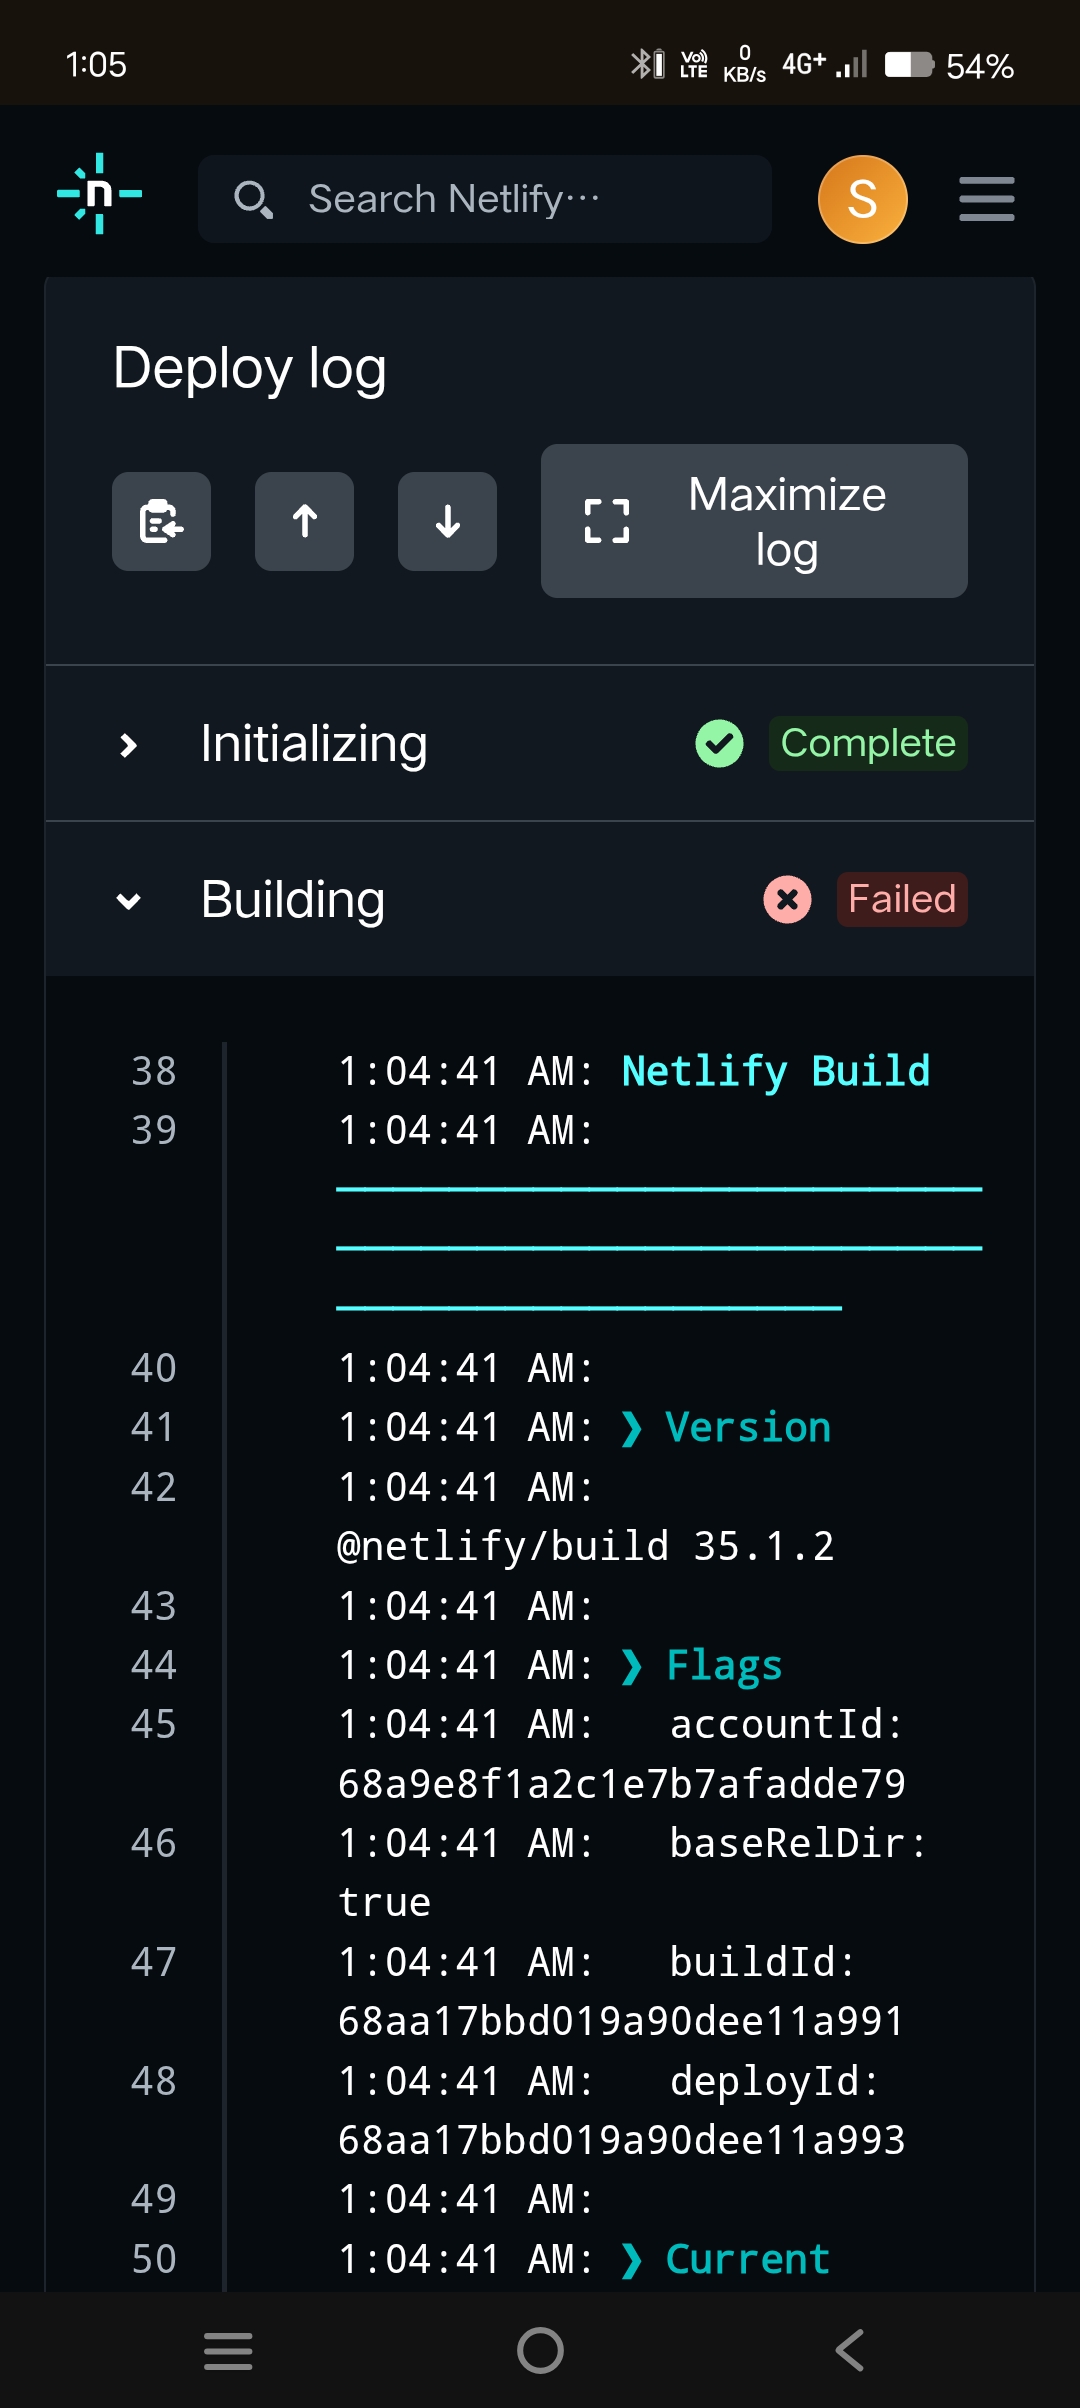 1:05
Vo)) LTE
0 KB/s
4G+
54%
n
Search Netlify...
S
Deploy log
Maximize
log
Initializing
Complete
Building
Failed
38 1:04:41 AM: Netlify Build
39 1:04:41 AM:
────────────────────────
────────────────────────
──────────────────
40 1:04:41 AM:
41 1:04:41 AM: ❯ Version
42 1:04:41 AM:
@netlify/build 35.1.2
43 1:04:41 AM:
44 1:04:41 AM: ❯ Flags
45 1:04:41 AM: accountId:
68a9e8f1a2c1e7b7afadde79
46 1:04:41 AM: baseRelDir:
true
47 1:04:41 AM: buildId:
68aa17bbd019a90dee11a991
48 1:04:41 AM: deployId:
68aa17bbd019a90dee11a993
49 1:04:41 AM:
50 1:04:41 AM: ❯ Current